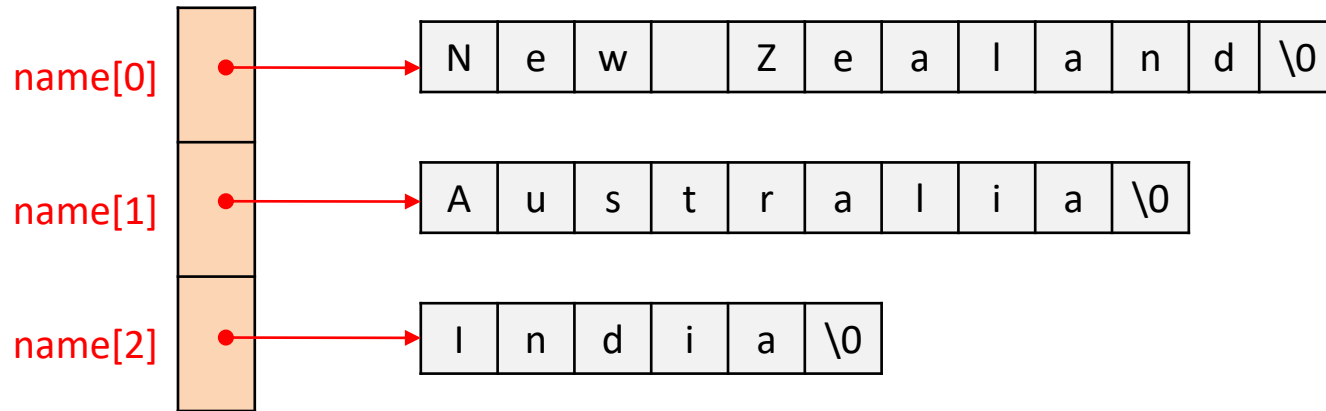 name[0] N e w Z e a l a n d \0
name[1] A u s t r a l i a \0
name[2] I n d i a \0